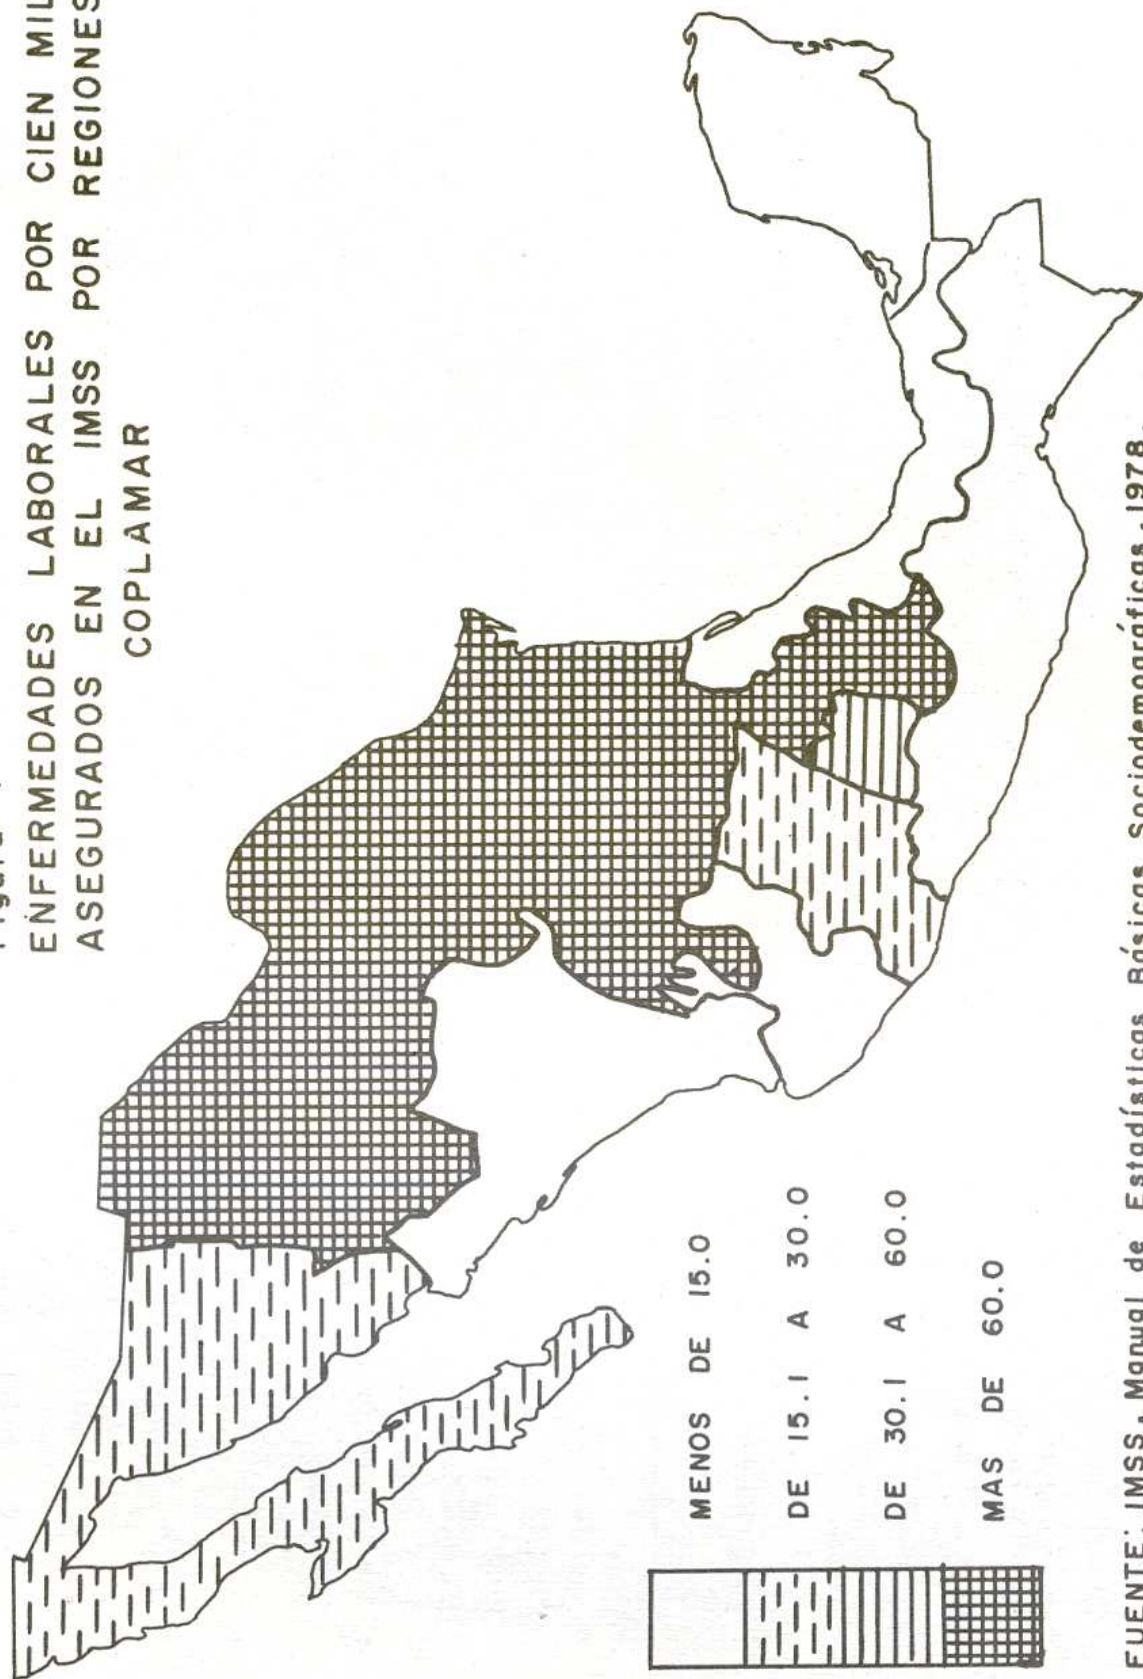 ENFERMEDADES LABORALES POR CIEN MIL
ASEGURADOS EN EL IMSS POR REGIONES
COPLAMAR
MENOS DE 15.0
DE 15.1 A 30.0
DE 30.1 A 60.0
MAS DE 60.0
FUENTE: IMSS, Manual de Estadísticas Básicas Sociodemográficas, 1978.